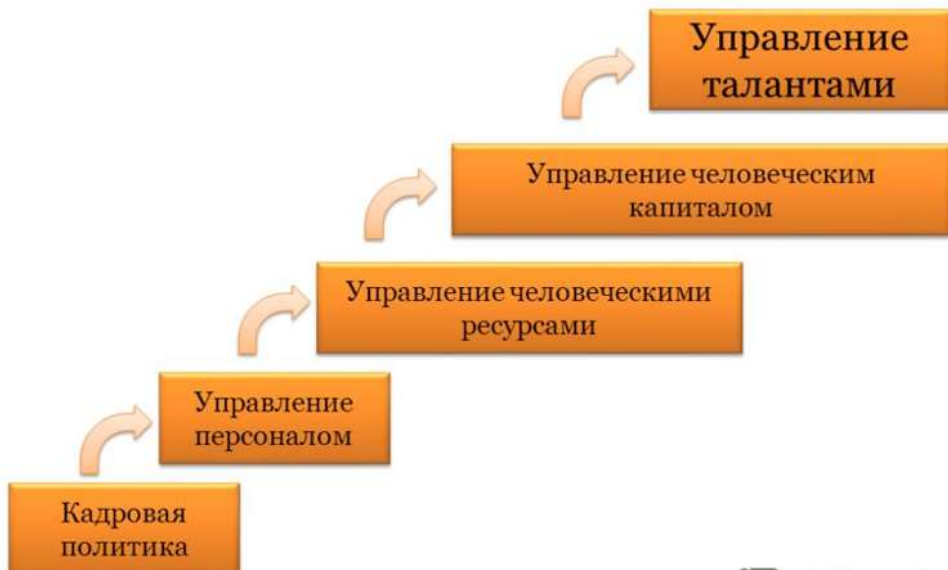 Управление
талантами
Управление человеческим
капиталом
Управление человеческими
ресурсами
Управление
персоналом
Кадровая
политика